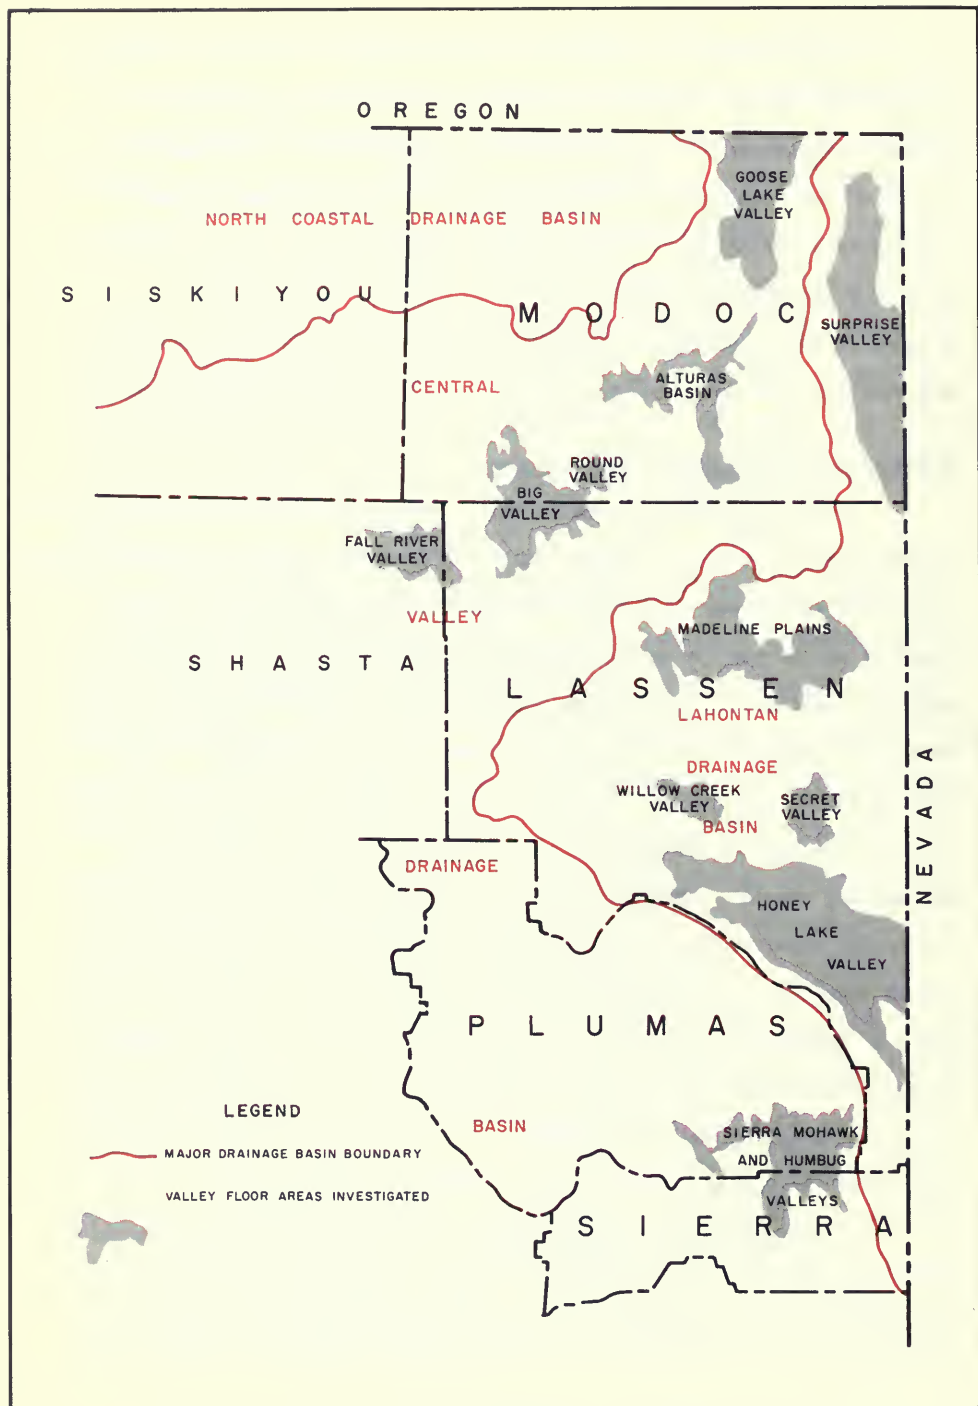 OREGON
GOOSE
LAKE
VALLEY
NORTH COASTAL DRAINAGE BASIN
SISKIYOU
MODOC
SURPRISE
VALLEY
CENTRAL
ALTURAS
BASIN
ROUND
VALLEY
BIG
VALLEY
FALL RIVER
VALLEY
VALLEY
MADELINE PLAINS
SHASTA
LASSEN
LAHONTAN
DRAINAGE
WILLOW CREEK
VALLEY
SECRET
VALLEY
BASIN
NEVADA
DRAINAGE
HONEY
LAKE
VALLEY
PLUMAS
LEGEND
BASIN
SIERRA MOHAWK
AND HUMBUG
VALLEYS
MAJOR DRAINAGE BASIN BOUNDARY
VALLEY FLOOR AREAS INVESTIGATED
SIERRA